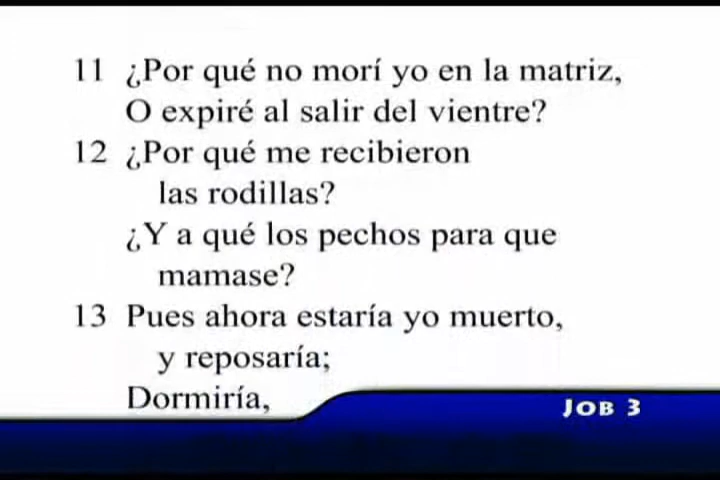 11 ¿Por qué no morí yo en la matriz,
O expiré al salir del vientre?
12 ¿Por qué me recibieron
las rodillas?
¿Y a qué los pechos para que
mamase?
13 Pues ahora estaría yo muerto,
y reposaría;
Dormiría,
JOB 3